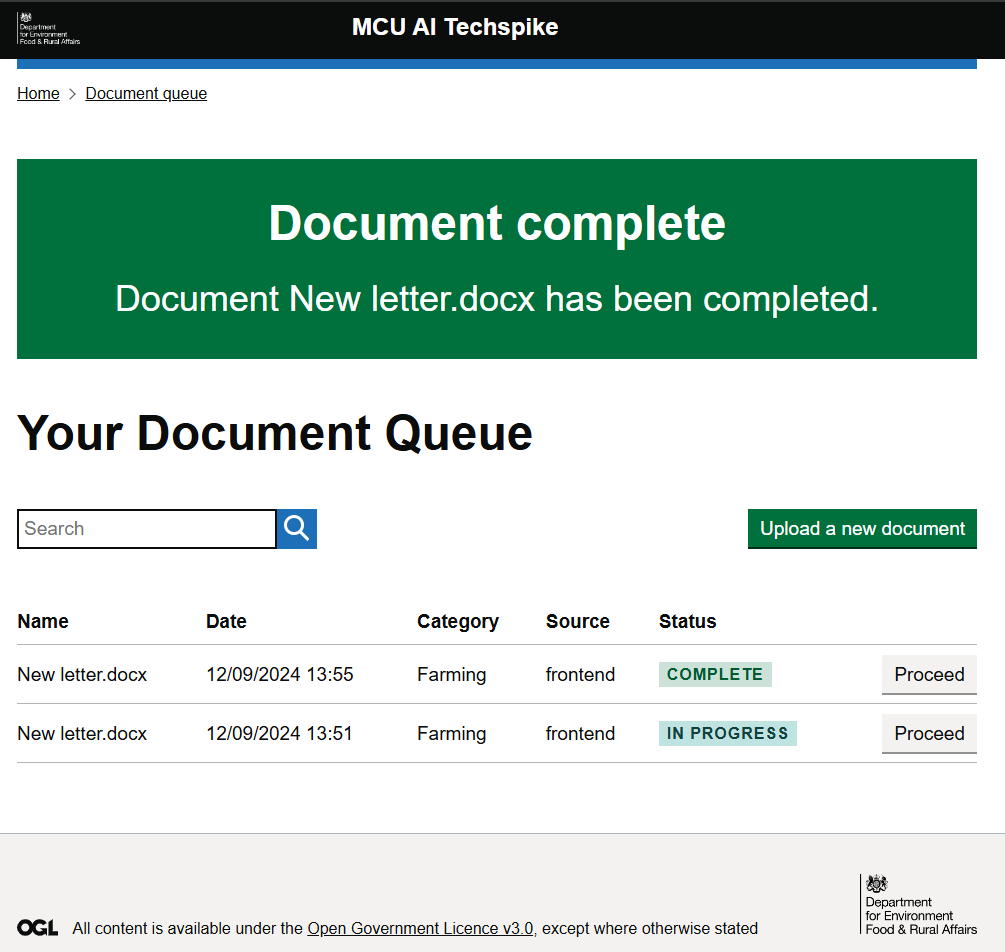 Department
for Environment
Food & Rural Affairs
MCU AI Techspike
Home > Document queue
Document complete
Document New letter.docx has been completed.
Your Document Queue
Search
Upload a new document
Name Date Category Source Status
New letter.docx 12/09/2024 13:55 Farming frontend COMPLETE Proceed
New letter.docx 12/09/2024 13:51 Farming frontend IN PROGRESS Proceed
OGL All content is available under the Open Government Licence v3.0, except where otherwise stated
Department
for Environment
Food & Rural Affairs